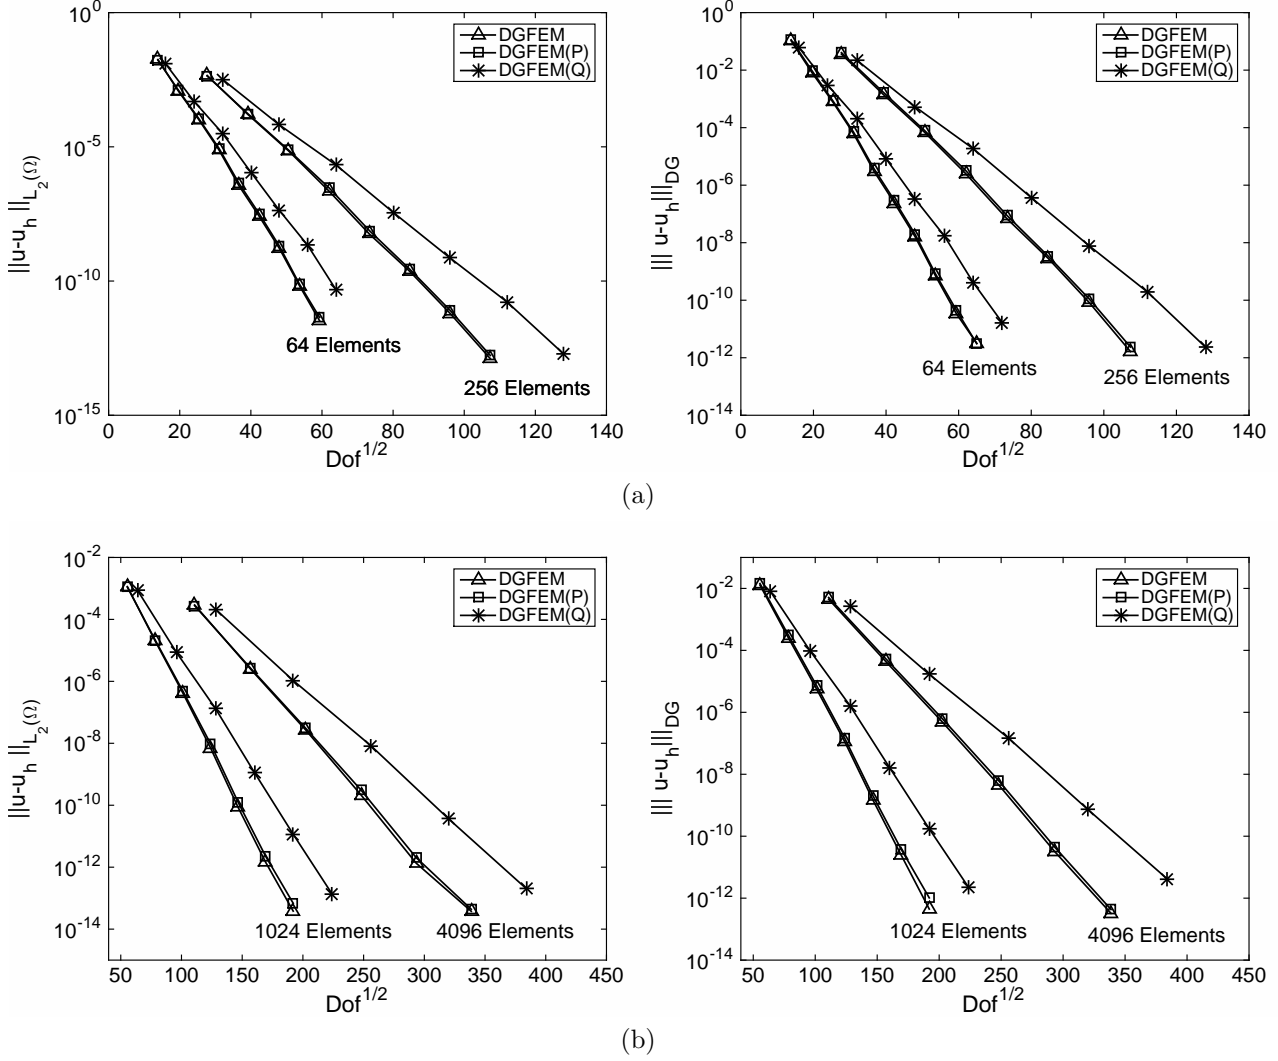 10^0
10^-5
10^-10
10^-15
||u-u_h ||_{L_2(Ω)}
DGFEM
DGFEM(P)
DGFEM(Q)
64 Elements
256 Elements
0 20 40 60 80 100 120 140
Dof^{1/2}
10^0
10^-2
10^-4
10^-6
10^-8
10^-10
10^-12
10^-14
||| u-u_h|||_{DG}
DGFEM
DGFEM(P)
DGFEM(Q)
64 Elements
256 Elements
0 20 40 60 80 100 120 140
Dof^{1/2}
(a)
10^-2
10^-4
10^-6
10^-8
10^-10
10^-12
10^-14
||u-u_h ||_{L_2(Ω)}
DGFEM
DGFEM(P)
DGFEM(Q)
1024 Elements
4096 Elements
50 100 150 200 250 300 350 400 450
Dof^{1/2}
10^-2
10^-4
10^-6
10^-8
10^-10
10^-12
10^-14
||| u-u_h|||_{DG}
DGFEM
DGFEM(P)
DGFEM(Q)
1024 Elements
4096 Elements
50 100 150 200 250 300 350 400 450
Dof^{1/2}
(b)